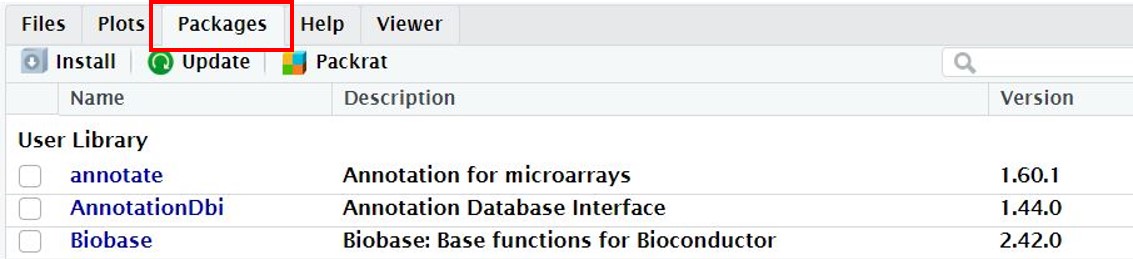 Files Plots Packages Help Viewer
Install Update Packrat
Name Description Version
User Library
annotate Annotation for microarrays 1.60.1
AnnotationDbi Annotation Database Interface 1.44.0
Biobase Biobase: Base functions for Bioconductor 2.42.0